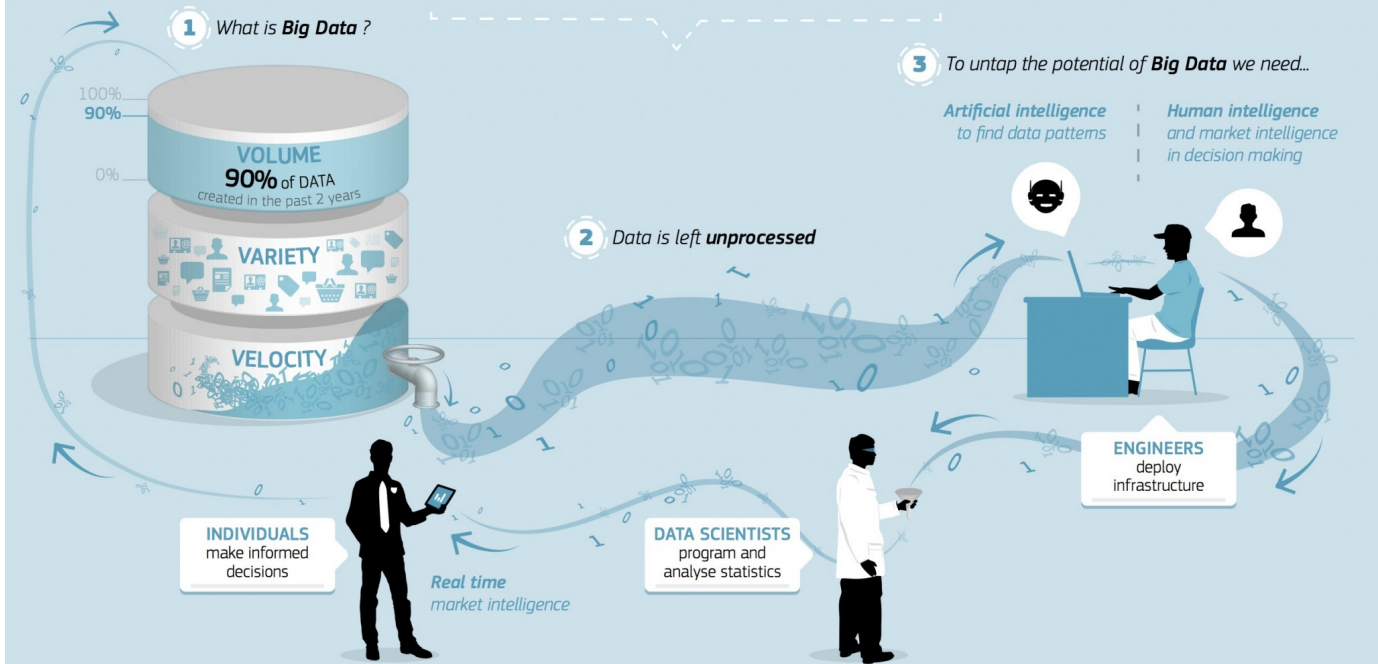 1 What is Big Data ?
100%
90%
0%
VOLUME
90% of DATA
created in the past 2 years
VARIETY
VELOCITY
2 Data is left unprocessed
3 To untap the potential of Big Data we need...
Artificial intelligence
to find data patterns
Human intelligence
and market intelligence
in decision making
ENGINEERS
deploy
infrastructure
DATA SCIENTISTS
program and
analyse statistics
INDIVIDUALS
make informed
decisions
Real time
market intelligence